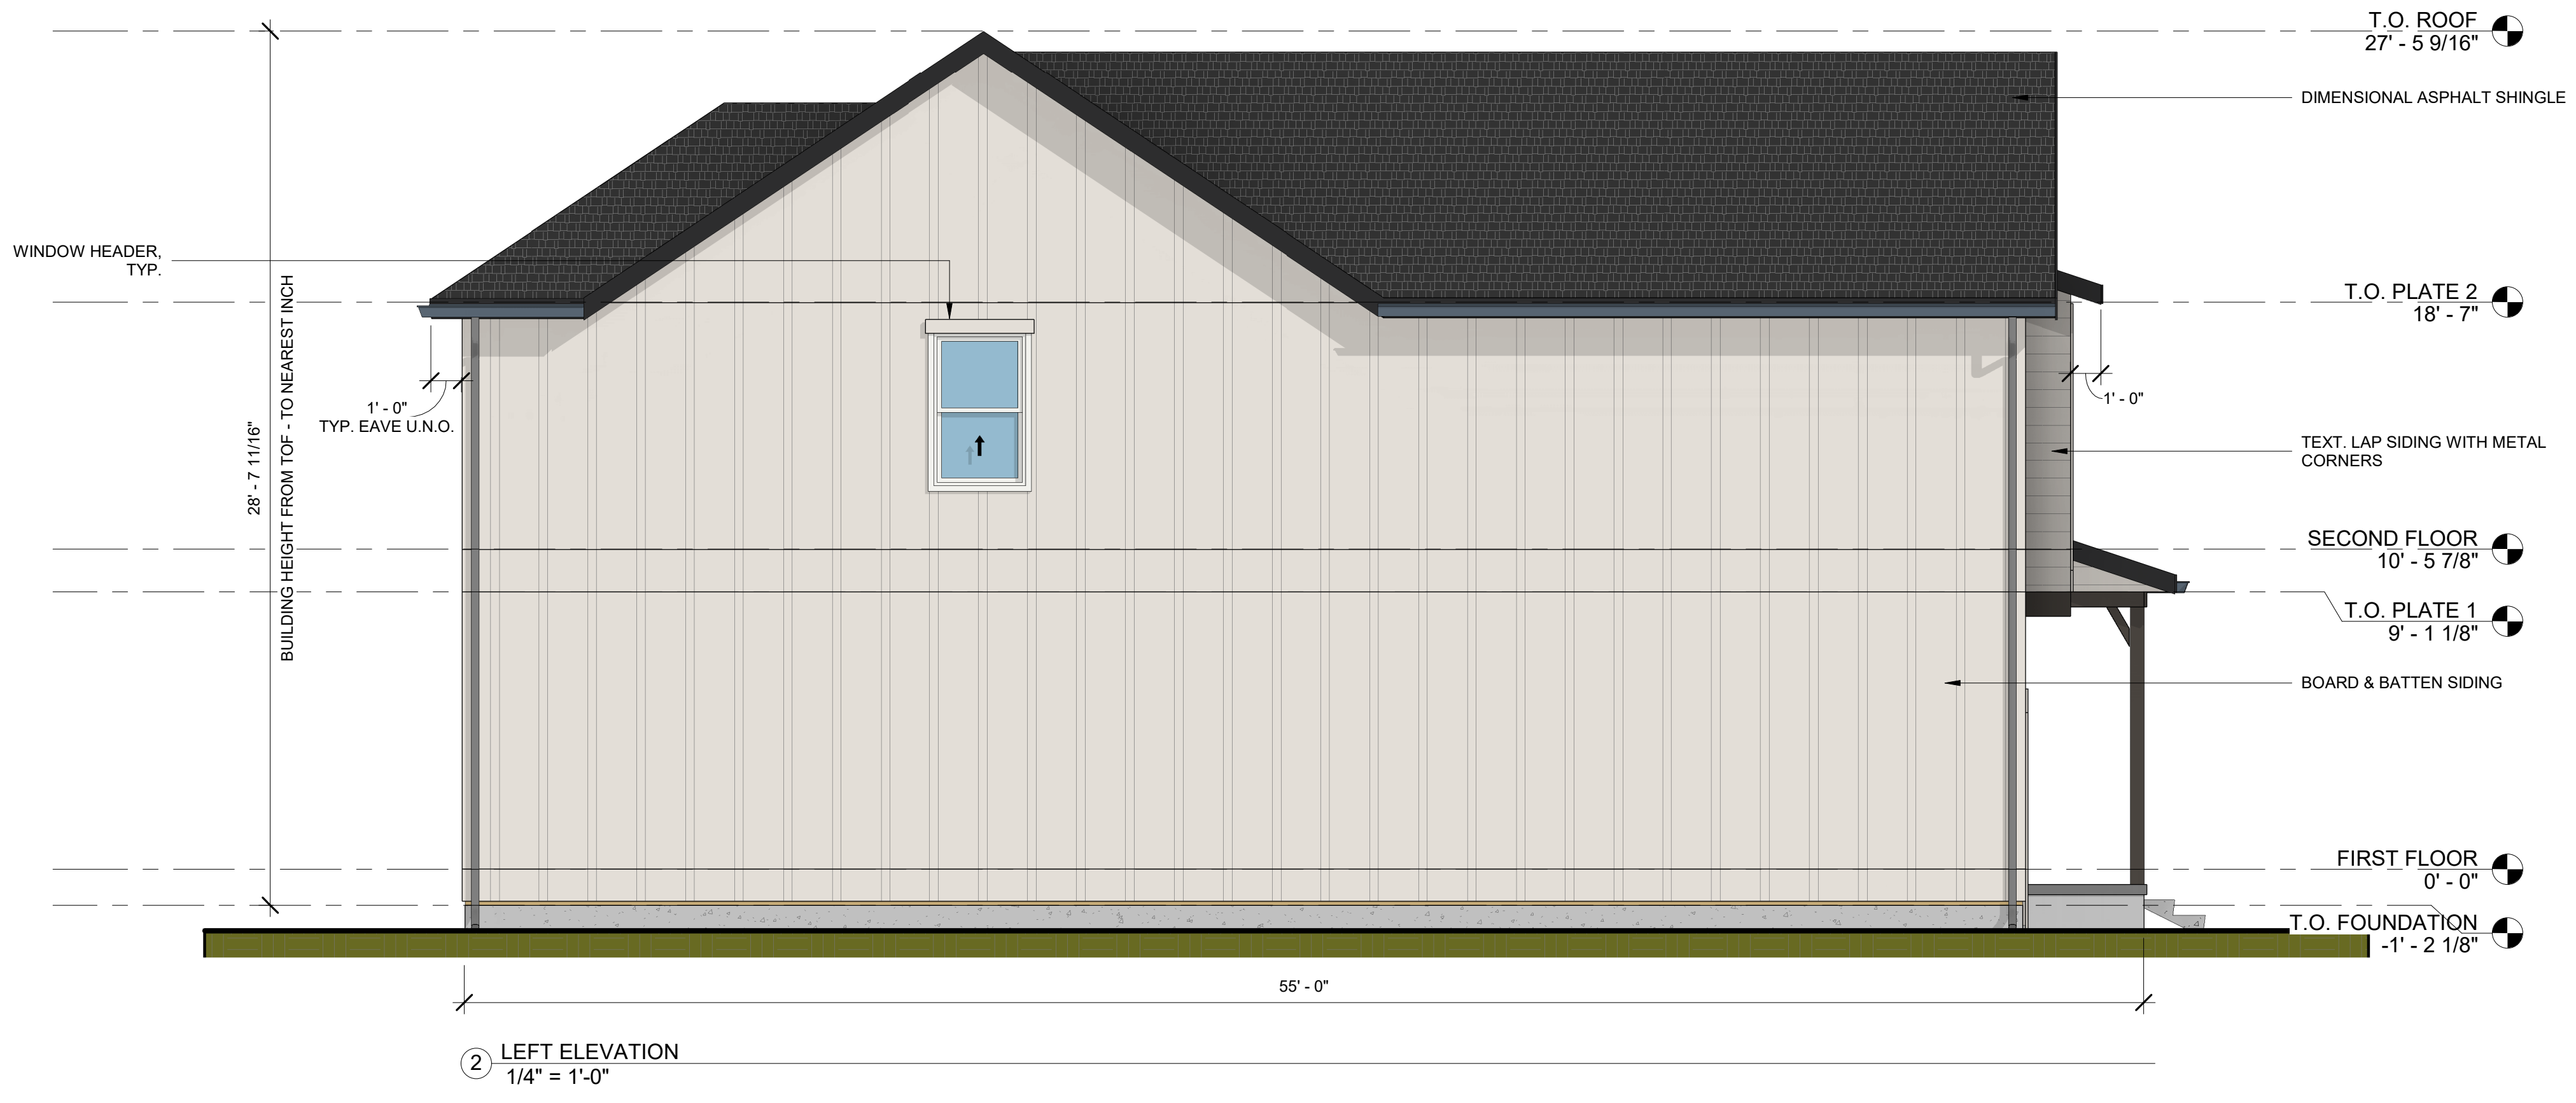 T.O. ROOF
27' - 5 9/16"
DIMENSIONAL ASPHALT SHINGLE
WINDOW HEADER,
TYP.
T.O. PLATE 2
18' - 7"
28' - 7 11/16"
BUILDING HEIGHT FROM TOF - TO NEAREST INCH
1' - 0"
TYP. EAVE U.N.O.
1' - 0"
TEXT. LAP SIDING WITH METAL
CORNERS
SECOND FLOOR
10' - 5 7/8"
T.O. PLATE 1
9' - 1 1/8"
BOARD & BATTEN SIDING
FIRST FLOOR
0' - 0"
T.O. FOUNDATION
-1' - 2 1/8"
55' - 0"
2 LEFT ELEVATION
1/4" = 1'-0"